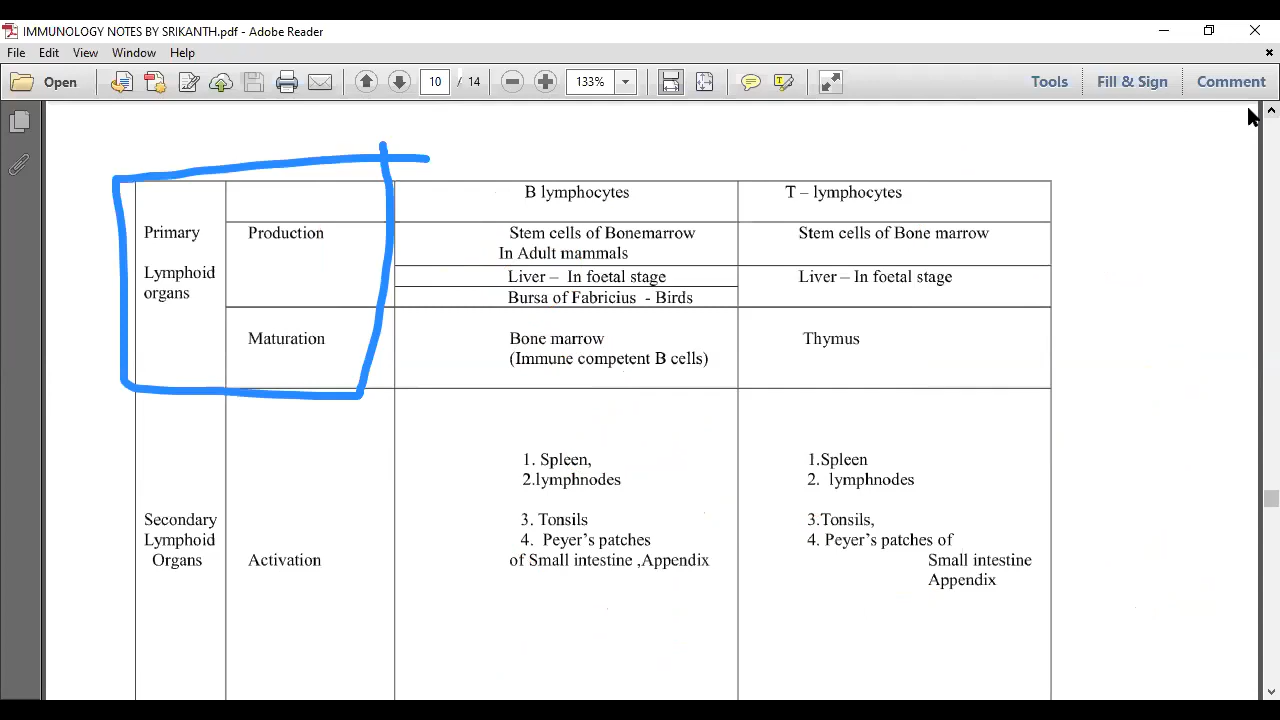 IMMUNOLOGY NOTES BY SRIKANTH.pdf - Adobe Reader
File Edit View Window Help
Open 10 / 14 133% Tools Fill & Sign Comment
B lymphocytes T – lymphocytes
Primary Production Stem cells of Bonemarrow Stem cells of Bone marrow
In Adult mammals
Lymphoid Liver – In foetal stage Liver – In foetal stage
organs Bursa of Fabricius - Birds
Maturation Bone marrow Thymus
(Immune competent B cells)
1. Spleen, 1.Spleen
2.lymphnodes 2. lymphnodes
Secondary 3. Tonsils 3.Tonsils,
Lymphoid 4. Peyer's patches 4. Peyer's patches of
Organs Activation of Small intestine ,Appendix Small intestine
Appendix